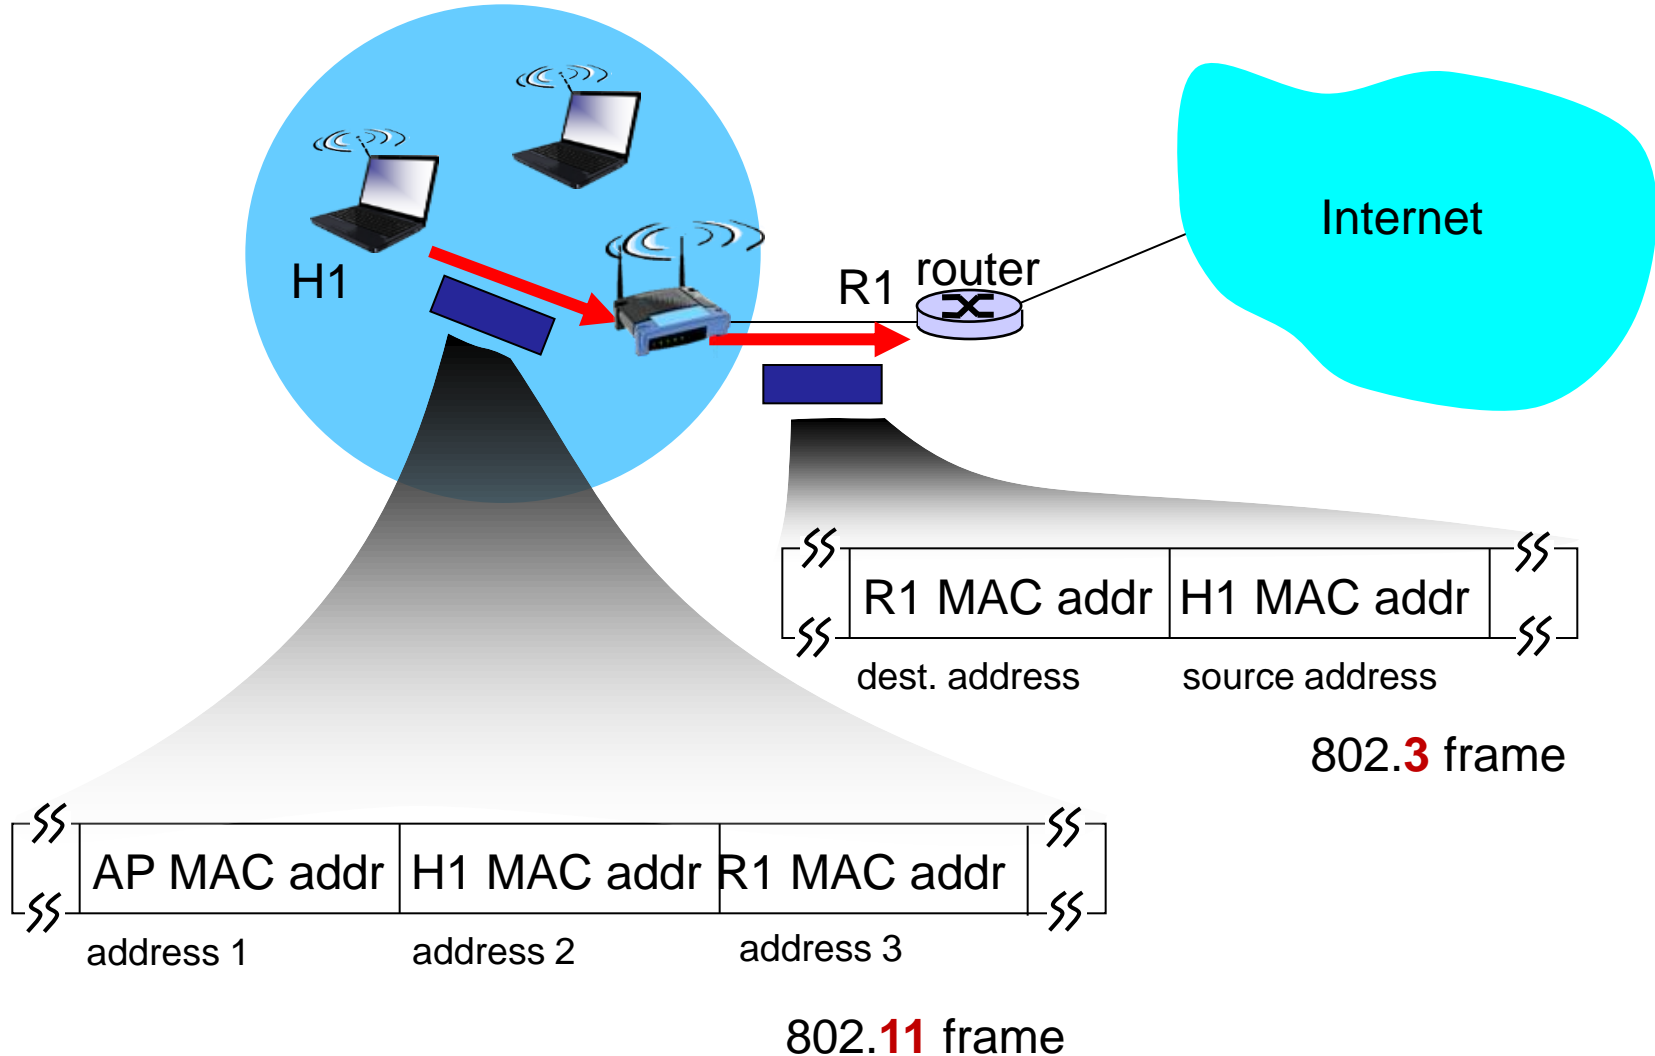 Internet
router
R1
H1
R1 MAC addr H1 MAC addr
dest. address source address
802.3 frame
AP MAC addr H1 MAC addr R1 MAC addr
address 1 address 2 address 3
802.11 frame